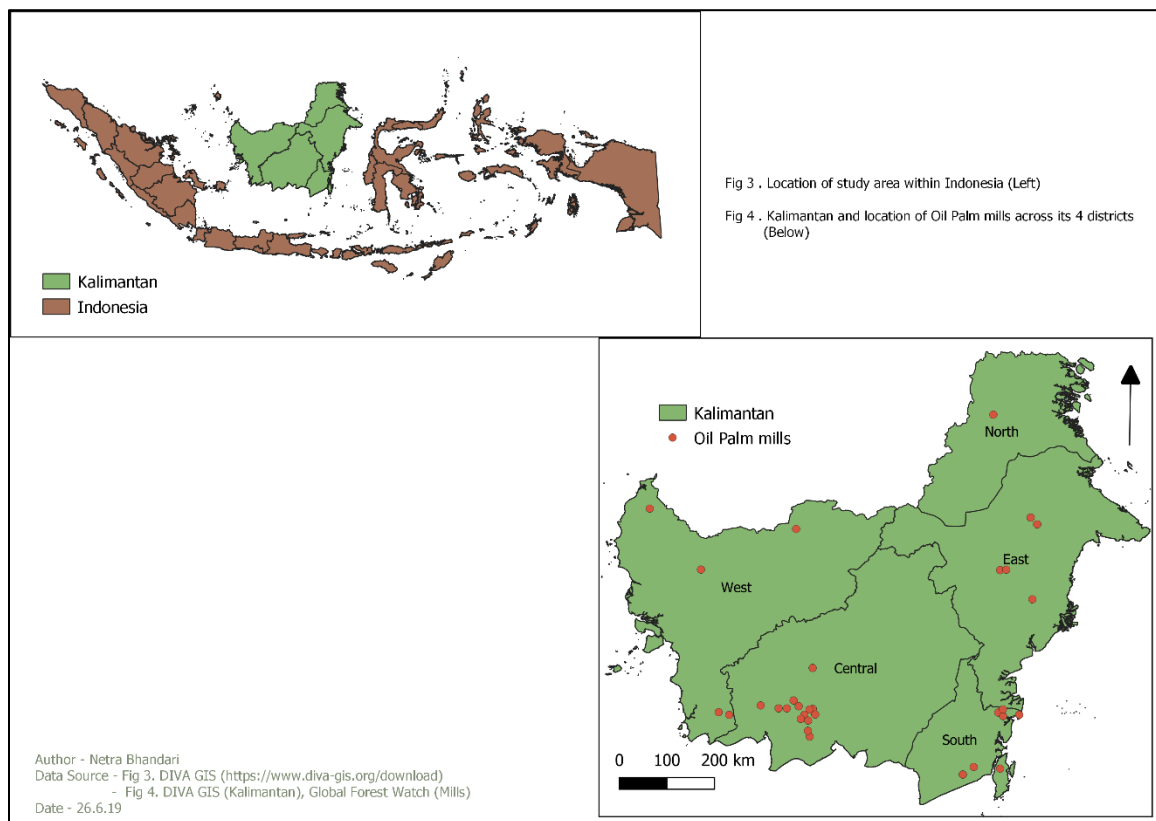 Kalimantan
Indonesia
Fig 3 . Location of study area within Indonesia (Left)
Fig 4 . Kalimantan and location of Oil Palm mills across its 4 districts
(Below)
Kalimantan
Oil Palm mills
North
East
West
Central
South
0 100 200 km
Author - Netra Bhandari
Data Source - Fig 3. DIVA GIS (https://www.diva-gis.org/download)
- Fig 4. DIVA GIS (Kalimantan), Global Forest Watch (Mills)
Date - 26.6.19